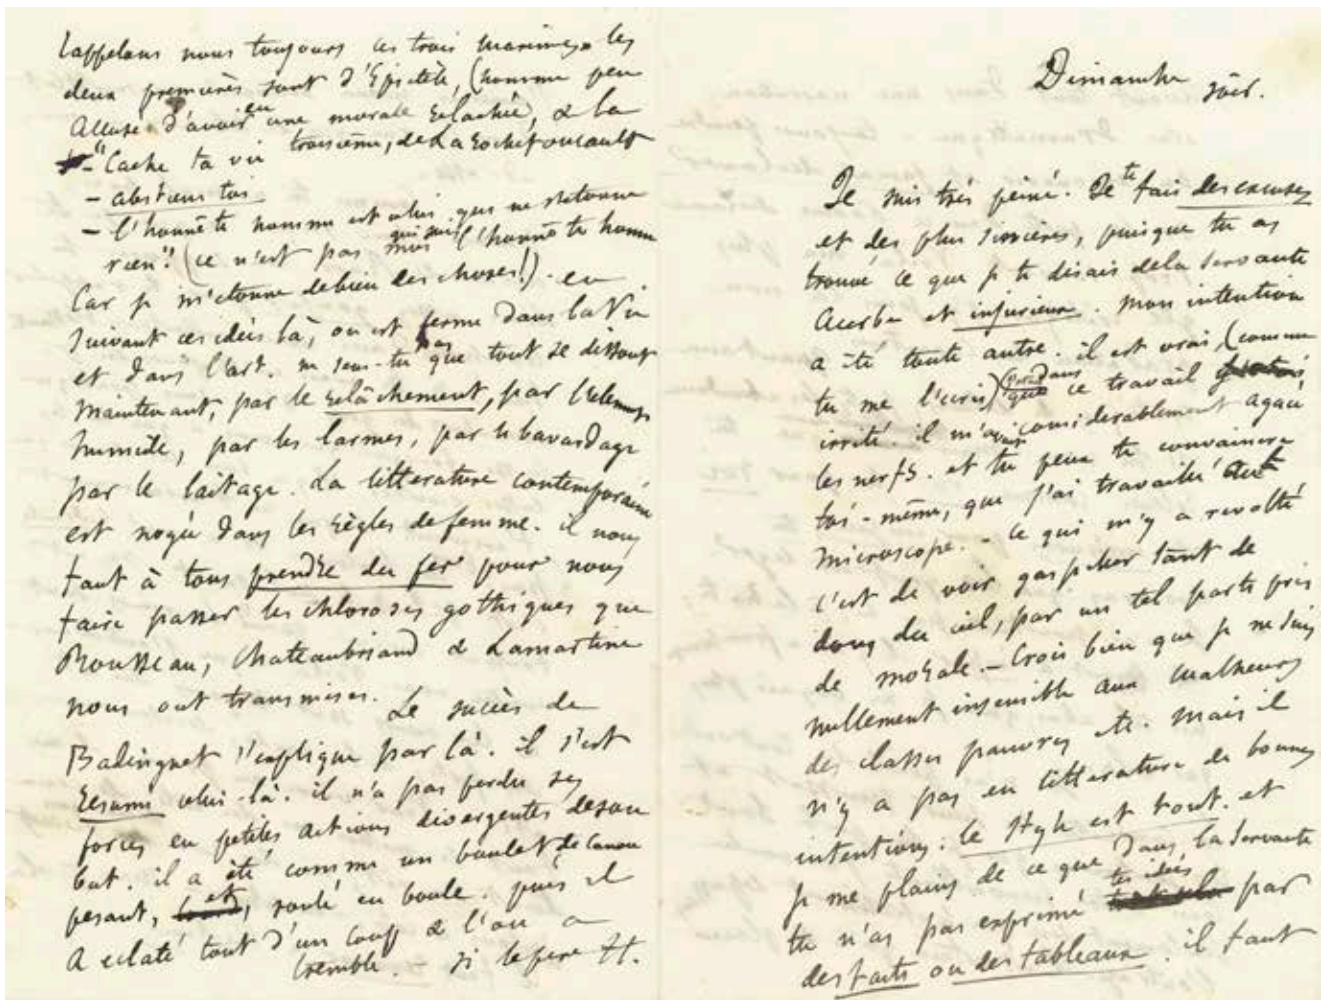 rappelons nous toujours ces trois maximes. les
deux premières sont d'Epictète, (homme peu
accusé d'avoir eu une morale relachée, & la
troisième, de La Rochefoucault
- "Cache ta vie
- abstiens toi
- l'honnête homme est celui qui ne s'étonne
rien". (ce n'est pas moi qui suis l'honnête homme
Car je m'étonne de bien des choses!). en
suivant ces idées là, on est ferme dans la Vie
et dans l'art. ne sens-tu pas que tout se dissout
maintenant, par le relâchement, par l'élément
humide, par les larmes, par le bavardage
par le laitage. La litterature contemporaine
est noyée dans les règles de femme. il nous
faut à tous prendre du fer pour nous
faire passer les chloroses gothiques que
Rousseau, Chateaubriand & Lamartine
nous ont transmises. Le succès de
Badinguet s'explique par là. il s'est
résumé celui-là. il n'a pas perdu ses
forces en petites actions divergentes de son
but. il a été comme un boulet de canon
pesant, et roulé en boule. puis il
a éclaté tout d'un coup & l'on a
tremblé. - si le père H.
Dimanche
soir.
Je suis très peiné. Je te fais des excuses
et des plus sincères, puisque tu as
trouvé ce que je te disais de la servante
acerbe et injurieux. mon intention
a été toute autre. il est vrai, (comme
tu me l'écris) que dans ce travail
irrité. il m'avait considerablement agacé
les nerfs. et tu peux te convaincre
toi-même, que j'ai travaillé au
microscope. - ce qui m'y a revolté
c'est de voir gaspiller tant de
dons du ciel, par un tel parti pris
de morale. - Crois bien que je ne suis
nullement insensible aux malheurs
des classes pauvres etc. mais il
n'y a pas en litterature de bonnes
intentions: le style est tout. et
je me plains de ce que dans la servante
tu n'as pas exprimé tes idées par
des faits ou des tableaux. il faut